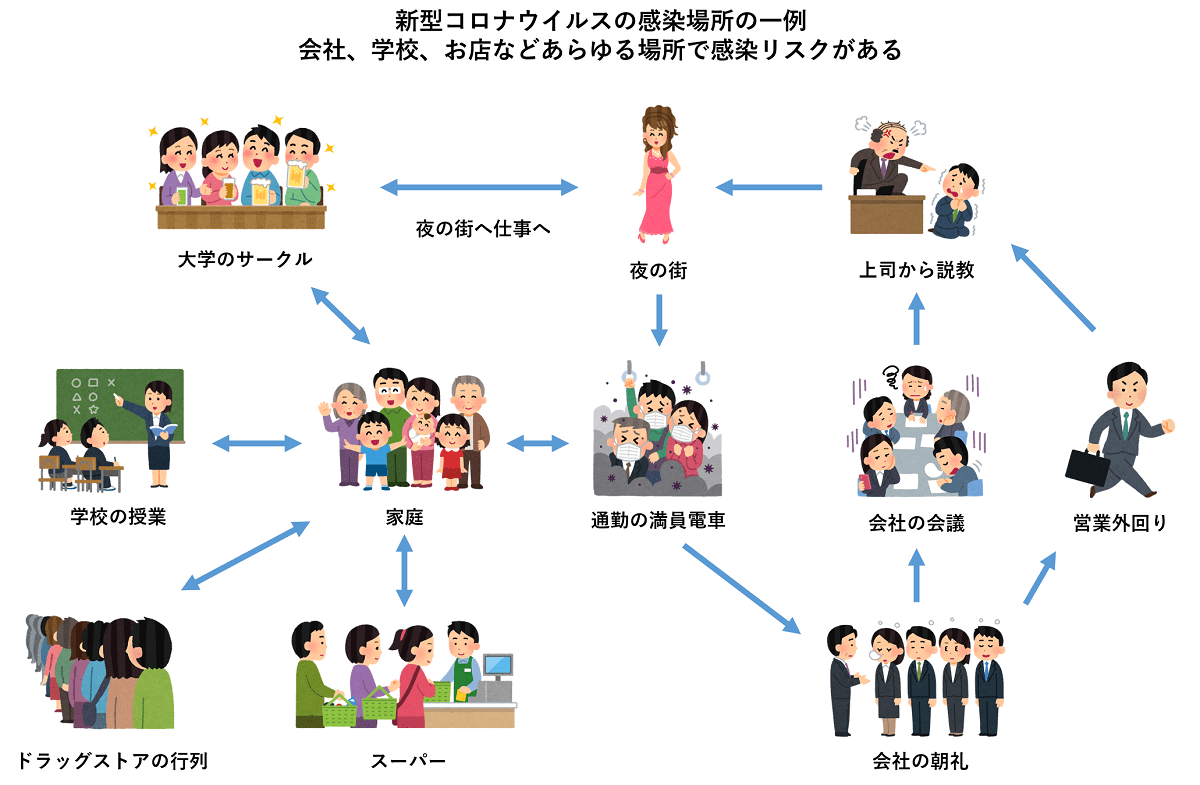 新型コロナウイルスの感染場所の一例
会社、学校、お店などあらゆる場所で感染リスクがある
夜の街へ仕事へ
大学のサークル
夜の街
上司から説教
学校の授業
家庭
通勤の満員電車
会社の会議
営業外回り
ドラッグストアの行列
スーパー
会社の朝礼